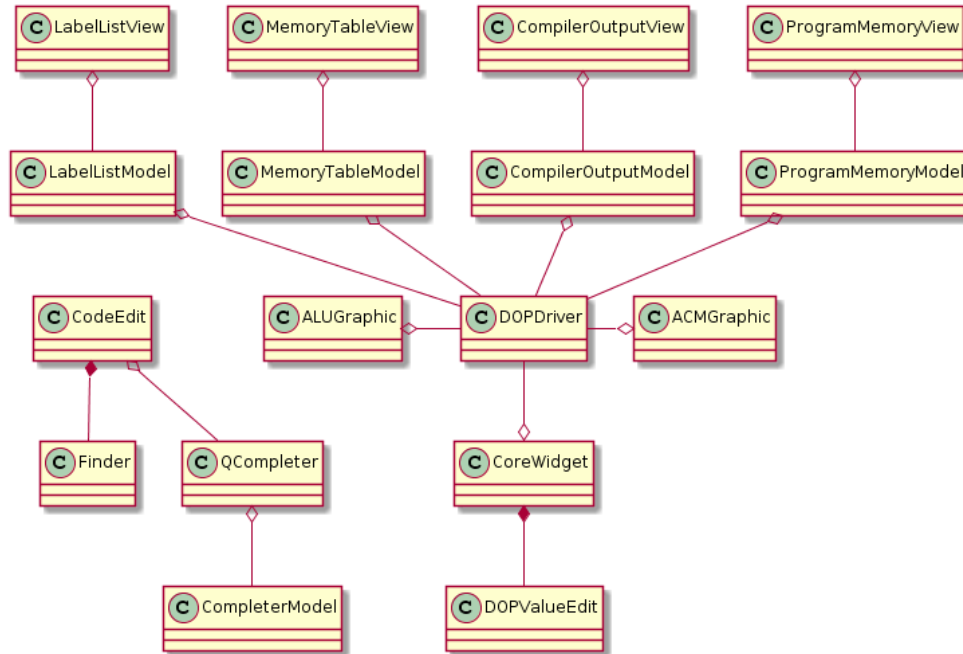 C LabelListView
C MemoryTableView
C CompilerOutputView
C ProgramMemoryView
C LabelListModel
C MemoryTableModel
C CompilerOutputModel
C ProgramMemoryModel
C CodeEdit
C ALUGraphic
C DOPDriver
C ACMGraphic
C Finder
C QCompleter
C CoreWidget
C CompleterModel
C DOPValueEdit